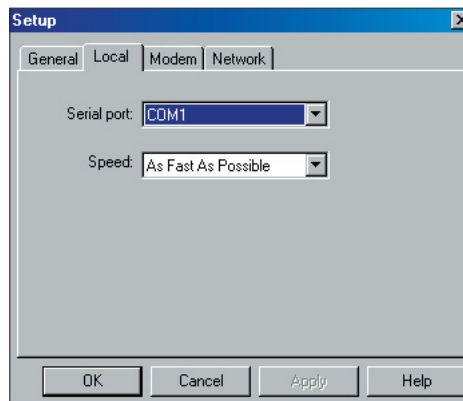 Setup
General Local Modem Network
Serial port: COM1
Speed: As Fast As Possible
OK Cancel Apply Help